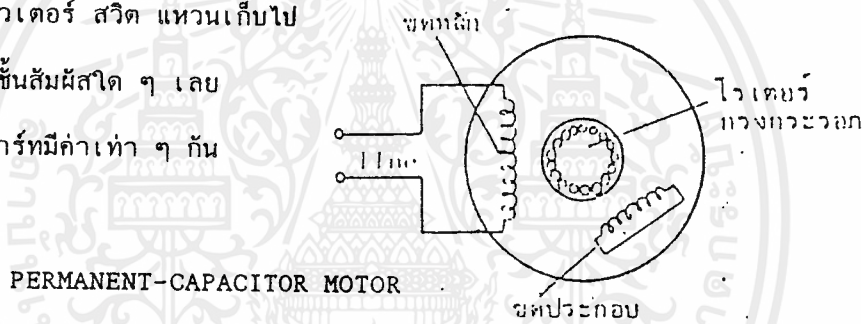 วเตอร์ สวิต แหวนเก็บไป
ชั้นสัมผัสใด ๆ เลย
าร์ทมีค่าเท่า ๆ กัน
ขดหลัก
โรเตอร์
กรงกระรอก
Line
ขดประกอบ
PERMANENT-CAPACITOR MOTOR